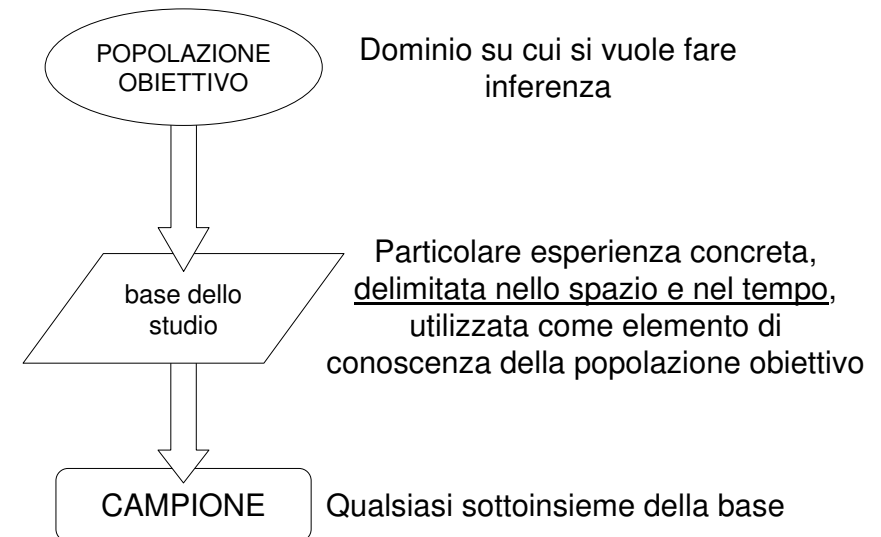 POPOLAZIONE
OBIETTIVO
Dominio su cui si vuole fare
inferenza
base dello
studio
Particolare esperienza concreta,
delimitata nello spazio e nel tempo,
utilizzata come elemento di
conoscenza della popolazione obiettivo
CAMPIONE
Qualsiasi sottoinsieme della base